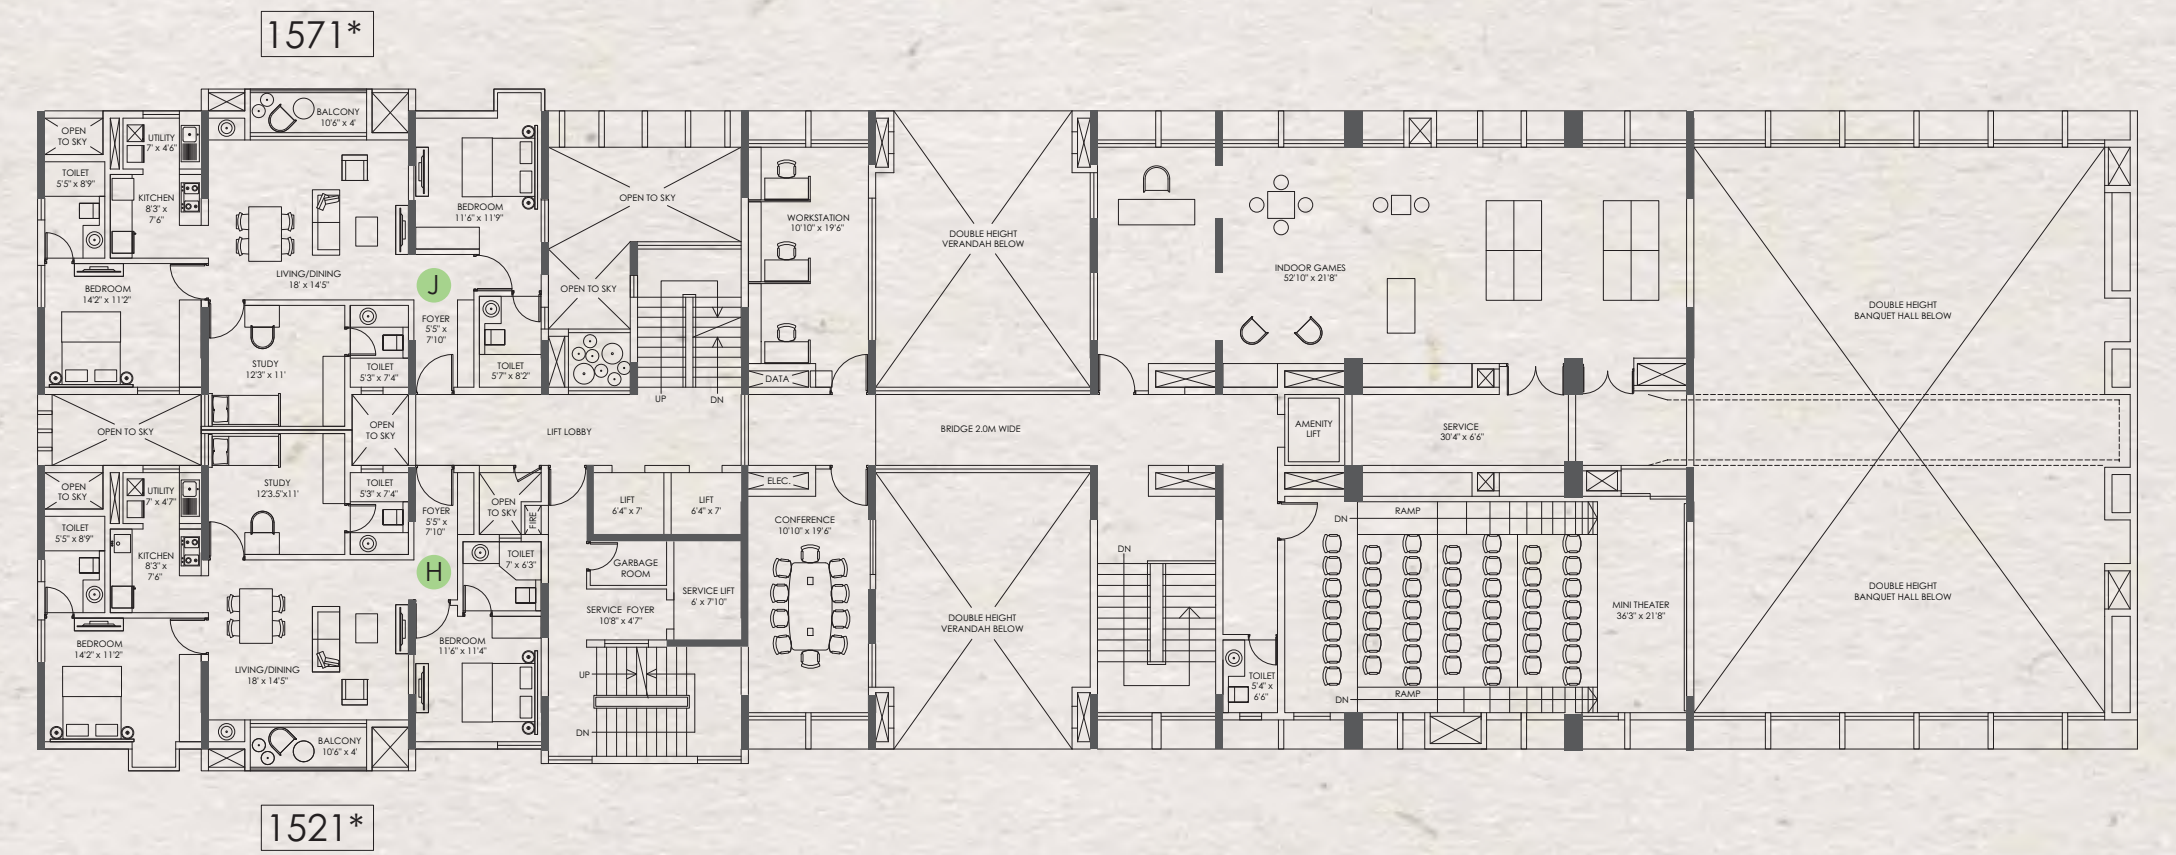 1571*
BALCONY
10'6" x 4'
OPEN
TO SKY
UTILITY
7' x 4'6"
TOILET
5'5" x 8'9"
KITCHEN
8'3" x
7'6"
BEDROOM
11'6" x 11'9"
OPEN TO SKY
WORKSTATION
10'10" x 19'6"
DOUBLE HEIGHT
VERANDAH BELOW
INDOOR GAMES
52'10" x 21'8"
LIVING/DINING
18' x 14'5"
J
OPEN TO SKY
BEDROOM
14'2" x 11'2"
FOYER
5'5" x
7'10"
DOUBLE HEIGHT
BANQUET HALL BELOW
STUDY
12'3" x 11'
TOILET
5'3" x 7'4"
TOILET
5'7" x 8'2"
DATA
UP
DN
OPEN TO SKY
OPEN
TO SKY
LIFT LOBBY
BRIDGE 2.0M WIDE
AMENITY
LIFT
SERVICE
30'4" x 6'6"
OPEN
TO SKY
UTILITY
7' x 4'7"
STUDY
12'3.5"x11'
TOILET
5'3" x 7'4"
FOYER
5'5" x
7'10"
OPEN
TO SKY
FIRE
LIFT
6'4" x 7'
LIFT
6'4" x 7'
ELEC.
CONFERENCE
10'10" x 19'6"
DN
RAMP
TOILET
5'5" x 8'9"
KITCHEN
8'3" x
7'6"
H
TOILET
7' x 6'3"
GARBAGE
ROOM
SERVICE LIFT
6' x 7'10"
SERVICE FOYER
10'8" x 4'7"
DN
DOUBLE HEIGHT
VERANDAH BELOW
MINI THEATER
36'3" x 21'8"
DOUBLE HEIGHT
BANQUET HALL BELOW
BEDROOM
14'2" x 11'2"
LIVING/DINING
18' x 14'5"
BEDROOM
11'6" x 11'4"
UP
DN
TOILET
5'4" x
6'6"
DN
RAMP
BALCONY
10'6" x 4'
1521*